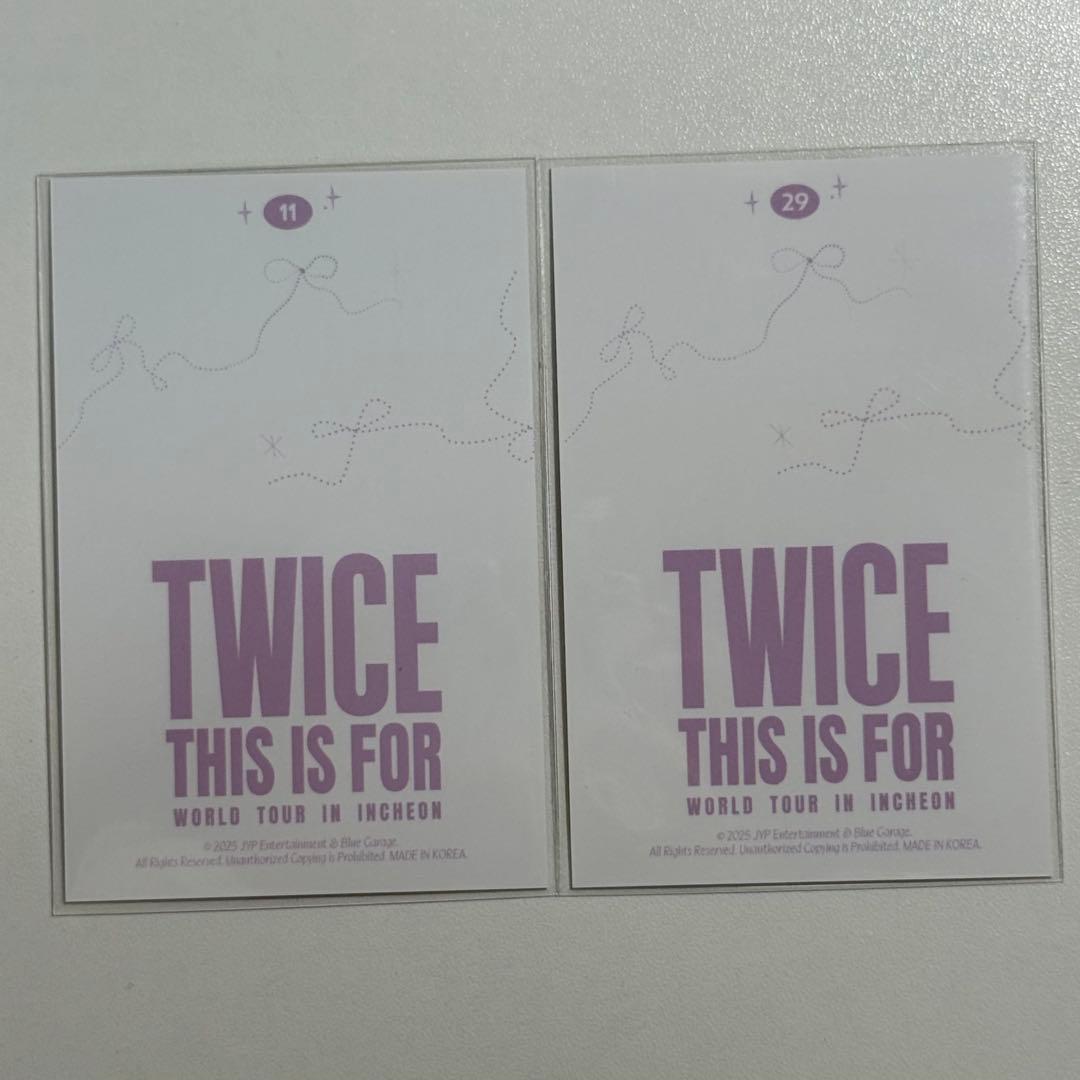 11
TWICE
THIS IS FOR
WORLD TOUR IN INCHEON
© 2025 JYP Entertainment & Blue Garage.
All Rights Reserved. Unauthorized Copying is Prohibited. MADE IN KOREA.
29
TWICE
THIS IS FOR
WORLD TOUR IN INCHEON
© 2025 JYP Entertainment & Blue Garage.
All Rights Reserved. Unauthorized Copying is Prohibited. MADE IN KOREA.